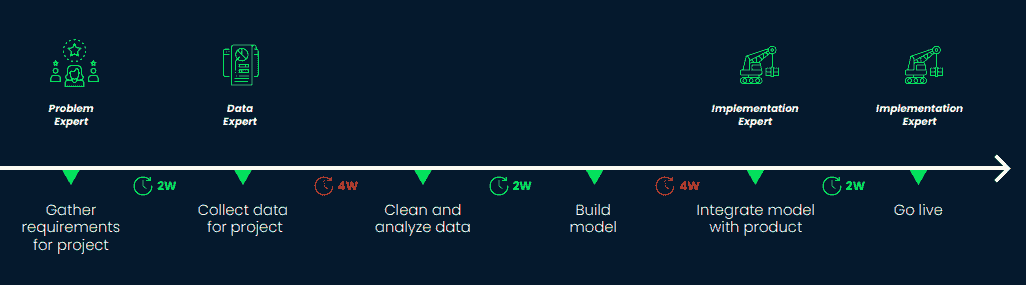 Problem
Expert
Data
Expert
Implementation
Expert
Implementation
Expert
2W
4W
2W
4W
2W
Gather
requirements
for project
Collect data
for project
Clean and
analyze data
Build
model
Integrate model
with product
Go live